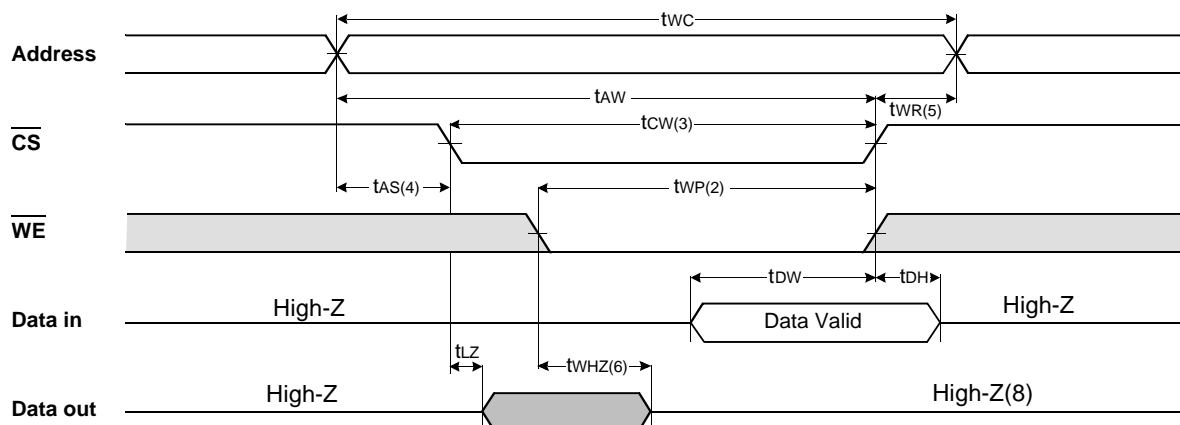 tWC
Address
tAW
tWR(5)
tCW(3)
CS
tAS(4)
tWP(2)
WE
tDW
tDH
High-Z
High-Z
Data in
Data Valid
tLZ
tWHZ(6)
High-Z
High-Z(8)
Data out